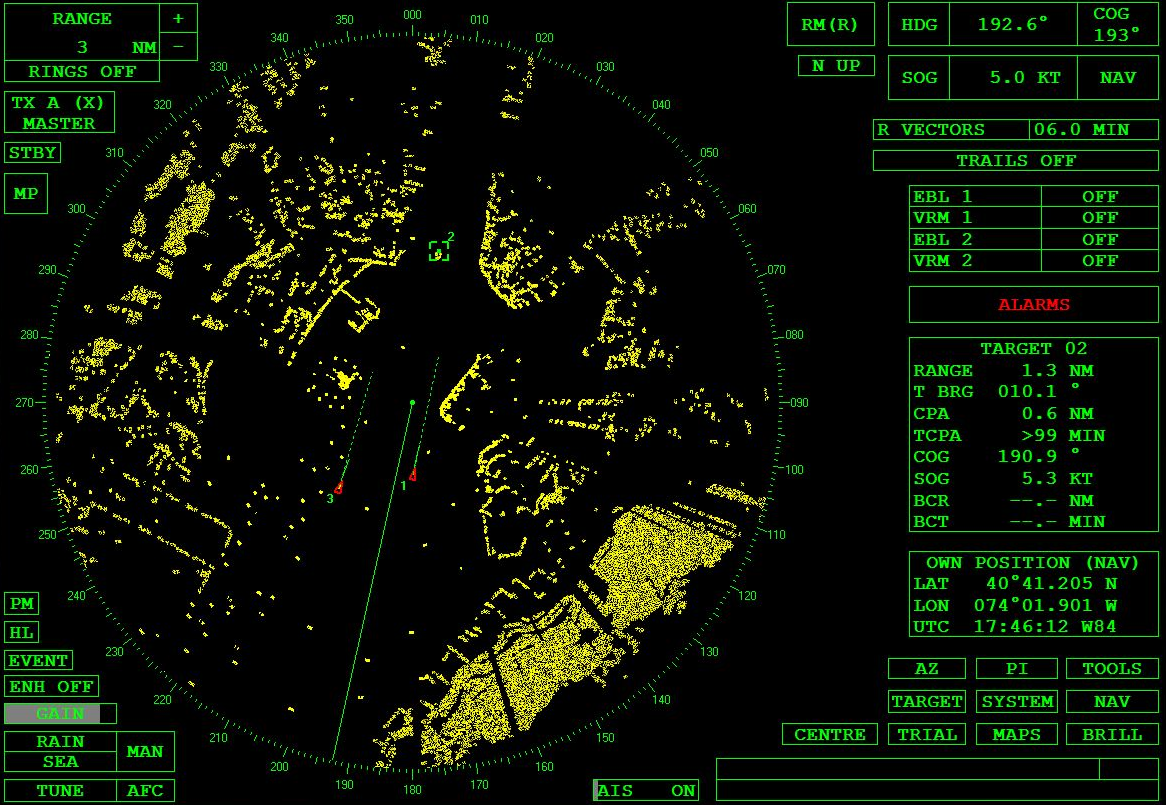 RANGE +
3 NM -
RINGS OFF
TX A (X)
MASTER
STBY
MP
000
010
020
030
040
050
060
070
080
090
100
110
120
130
140
150
160
170
180
190
200
210
220
230
240
250
260
270
280
290
300
310
320
330
340
350
2
1
3
RM(R)
N UP
HDG 192.6° COG 193°
SOG 5.0 KT NAV
R VECTORS 06.0 MIN
TRAILS OFF
EBL 1 OFF
VRM 1 OFF
EBL 2 OFF
VRM 2 OFF
ALARMS
TARGET 02
RANGE 1.3 NM
T BRG 010.1 °
CPA 0.6 NM
TCPA >99 MIN
COG 190.9 °
SOG 5.3 KT
BCR --.- NM
BCT --.- MIN
OWN POSITION (NAV)
LAT 40°41.205 N
LON 074°01.901 W
UTC 17:46:12 W84
AZ PI TOOLS
TARGET SYSTEM NAV
CENTRE TRIAL MAPS BRILL
PM
HL
EVENT
ENH OFF
GAIN
RAIN
SEA
MAN
TUNE AFC
AIS ON